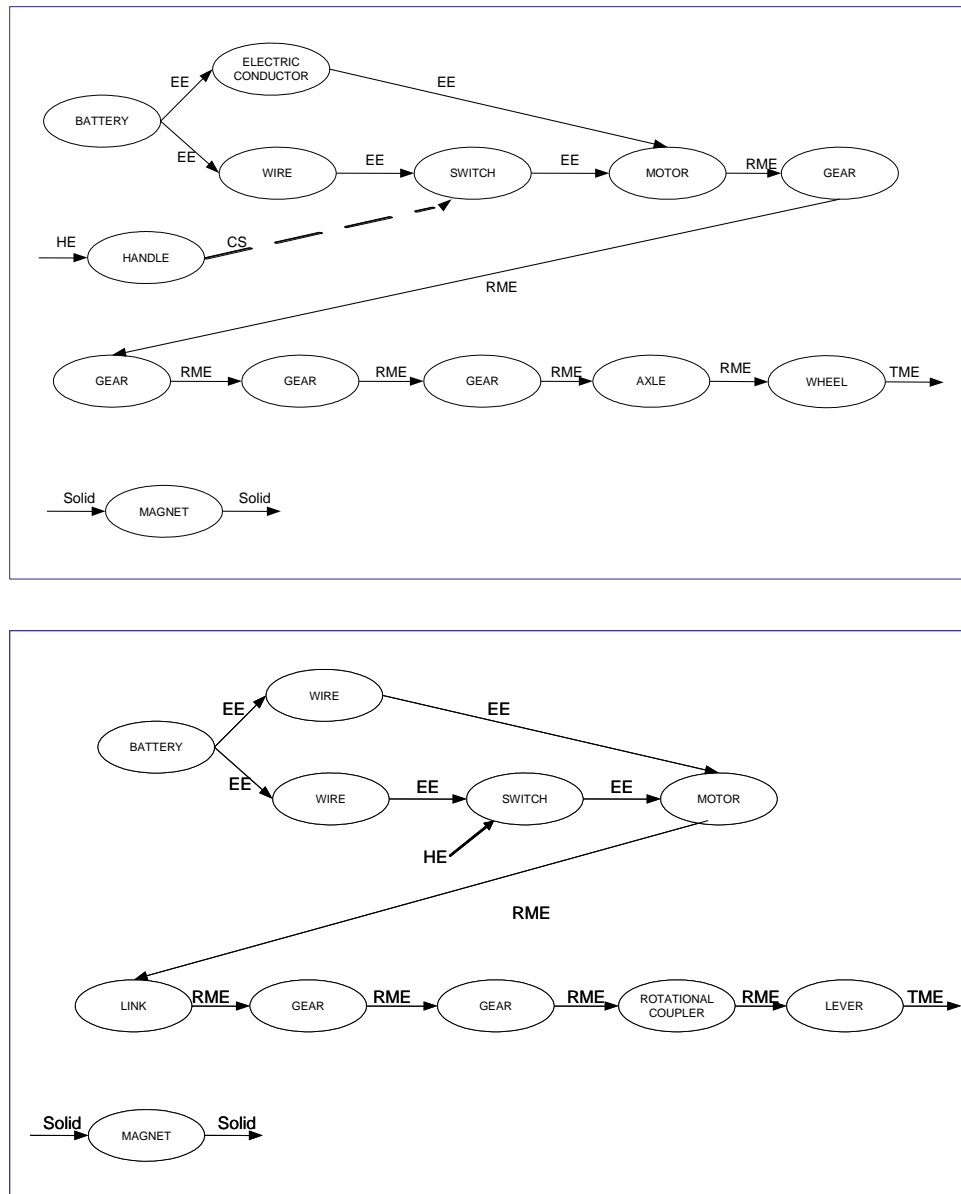 ELECTRIC
CONDUCTOR
EE
EE
BATTERY
EE
WIRE
EE
SWITCH
EE
MOTOR
RME
GEAR
HE
HANDLE
CS
RME
GEAR
RME
GEAR
RME
GEAR
RME
AXLE
RME
WHEEL
TME
Solid
MAGNET
Solid
WIRE
EE
EE
BATTERY
EE
WIRE
EE
SWITCH
EE
MOTOR
HE
RME
LINK
RME
GEAR
RME
GEAR
RME
ROTATIONAL
COUPLER
RME
LEVER
TME
Solid
MAGNET
Solid